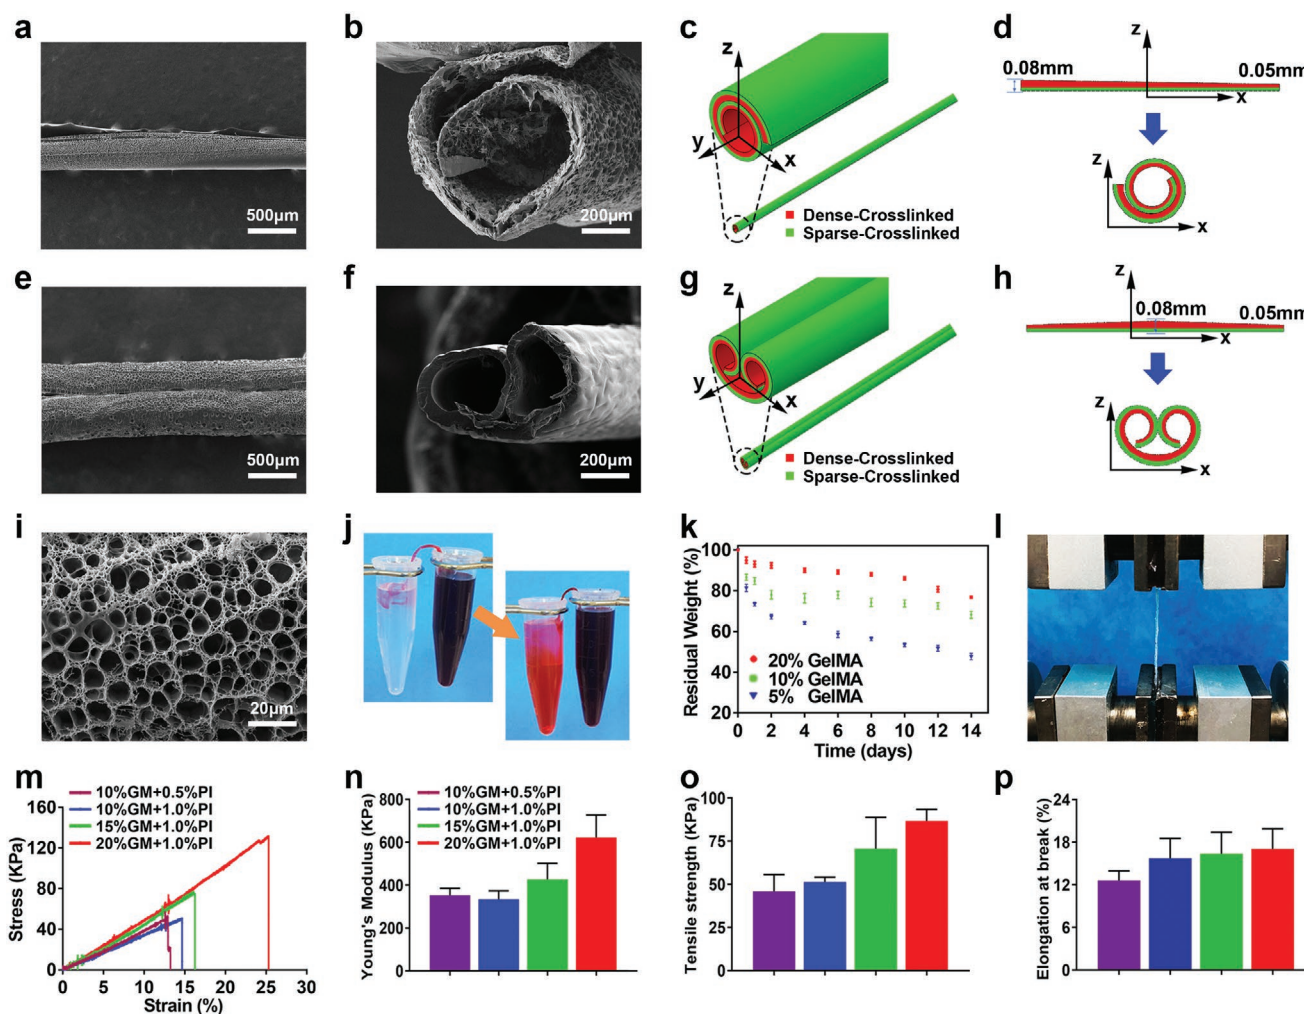 a
500μm
b
200μm
c
z
y
x
Dense-Crosslinked
Sparse-Crosslinked
d
z
0.08mm
0.05mm
x
z
x
e
500μm
f
200μm
g
z
y
x
Dense-Crosslinked
Sparse-Crosslinked
h
z
0.08mm
0.05mm
x
z
x
i
20μm
j
k
Residual Weight (%)
100
80
60
40
20
20% GelMA
10% GelMA
5% GelMA
0 2 4 6 8 10 12 14
Time (days)
l
m
10%GM+0.5%PI
10%GM+1.0%PI
15%GM+1.0%PI
20%GM+1.0%PI
Stress (KPa)
160
120
80
40
0
0 5 10 15 20 25 30
Strain (%)
n
10%GM+0.5%PI
10%GM+1.0%PI
15%GM+1.0%PI
20%GM+1.0%PI
Young's Modulus (KPa)
800
600
400
200
0
o
Tensile strength (KPa)
100
75
50
25
0
p
Elongation at break (%)
24
18
12
6
0